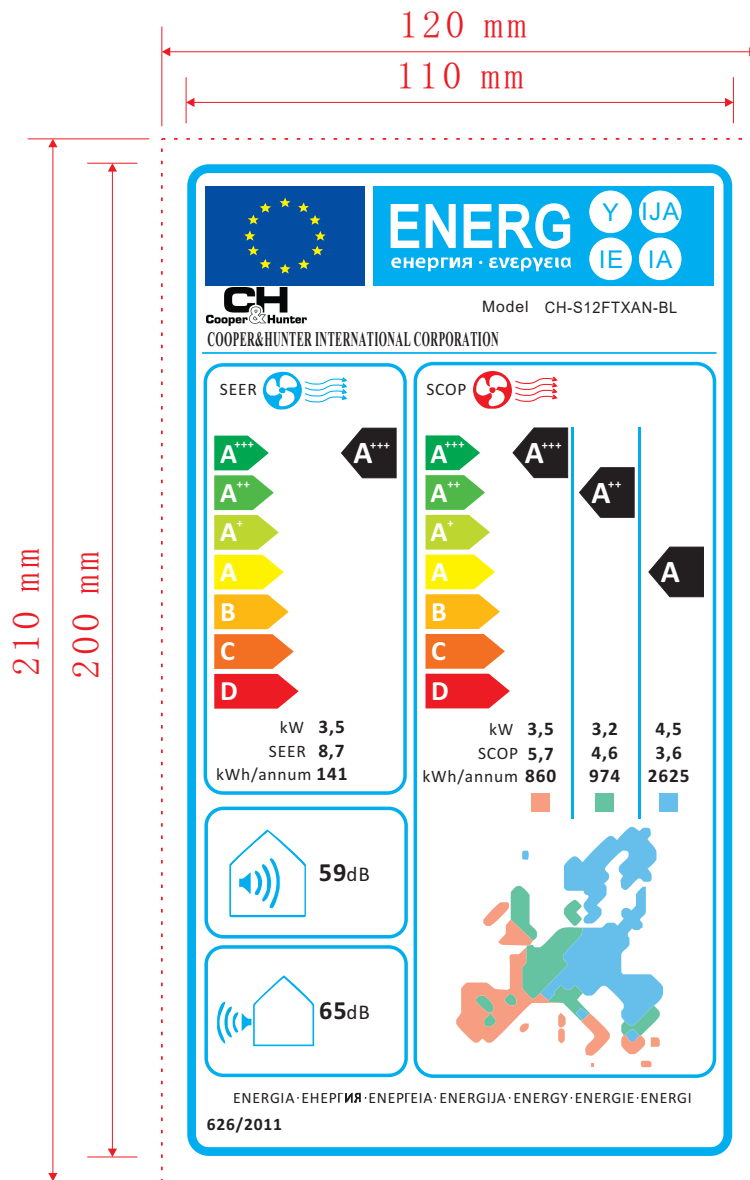 120 mm
110 mm
210 mm
200 mm
ENERG
енергия · ενεργεια
Y IJA
IE IA
CH
Cooper&Hunter
Model CH-S12FTXAN-BL
COOPER&HUNTER INTERNATIONAL CORPORATION
SEER
A+++ A+++
A++
A+
A
B
C
D
kW 3,5
SEER 8,7
kWh/annum 141
SCOP
A+++ A+++
A++ A++
A+
A A
B
C
D
kW 3,5 3,2 4,5
SCOP 5,7 4,6 3,6
kWh/annum 860 974 2625
59dB
65dB
ENERGIA·ЕНЕРГИЯ·ΕΝΕΡΓΕΙΑ·ENERGIJA·ENERGY·ENERGIE·ENERGI
626/2011